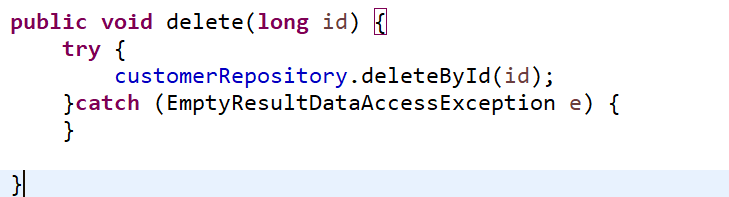 public void delete(long id) {
    try {
        customerRepository.deleteById(id);
    }catch (EmptyResultDataAccessException e) {
    }
}